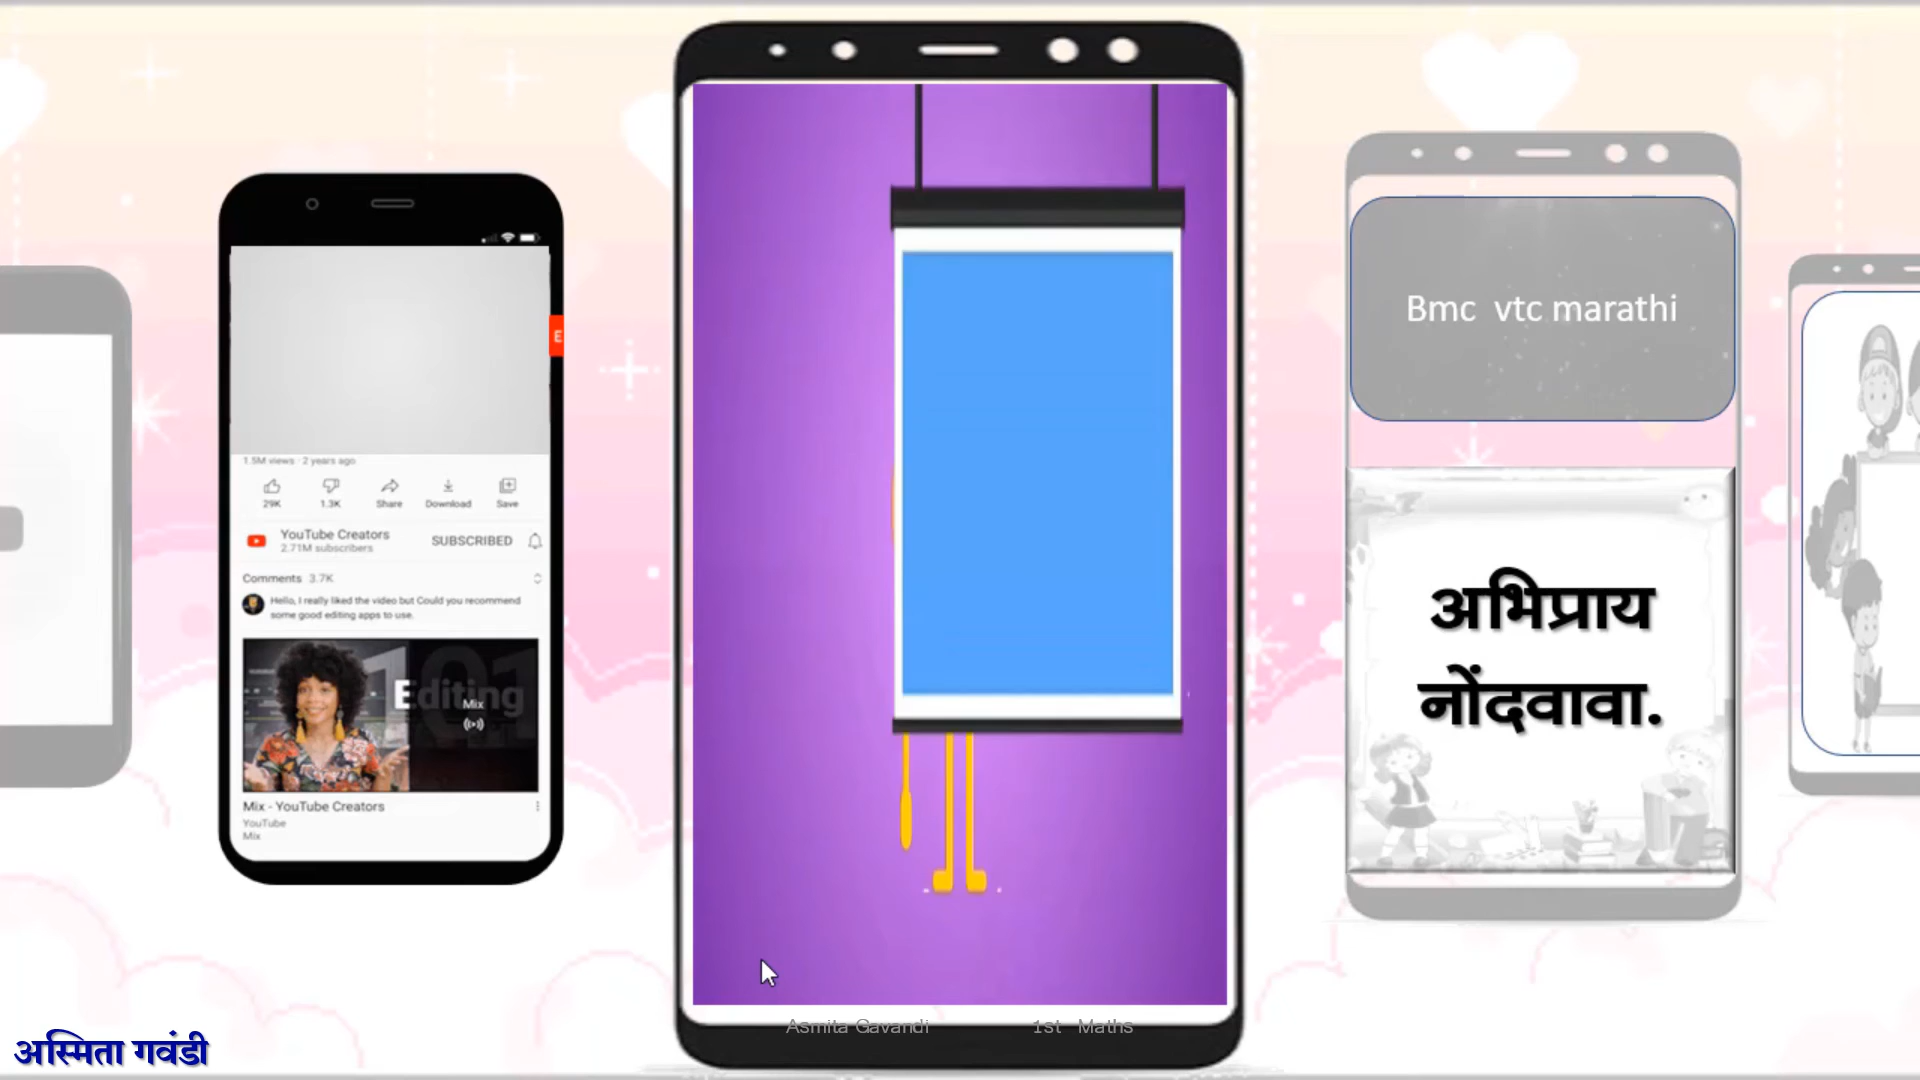 1.5M views · 2 years ago
29K 1.3K Share Download Save
YouTube Creators
2.71M subscribers
SUBSCRIBED
Comments 3.7K
Hello, I really liked the video but Could you recommend
some good editing apps to use.
101
Editing
Mix
Mix - YouTube Creators
YouTube
Mix
Bmc vtc marathi
अभिप्राय
नोंदवावा.
Asmita Gavandi 1st Maths
अस्मिता गवंडी